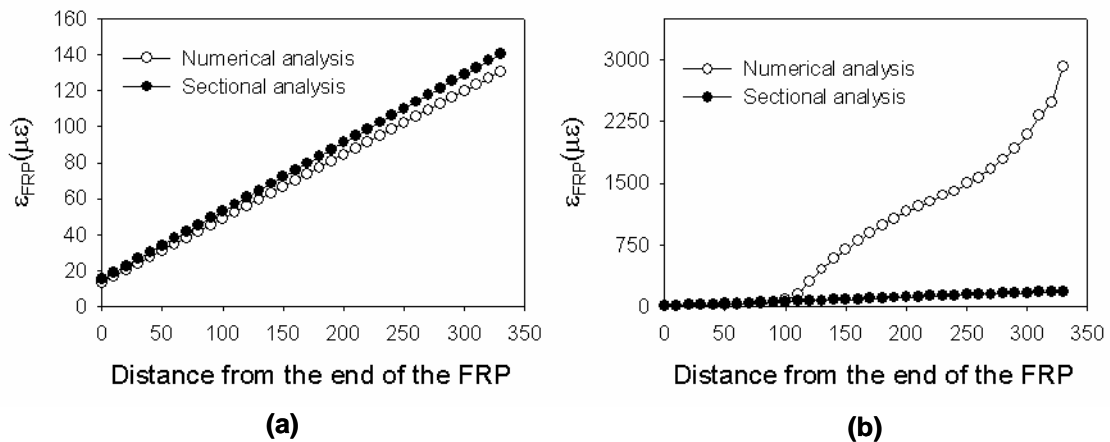 160
140
120
100
80
60
40
20
0
ε_FRP(με)
Numerical analysis
Sectional analysis
0 50 100 150 200 250 300 350
Distance from the end of the FRP
(a)
3000
2250
1500
750
0
ε_FRP(με)
Numerical analysis
Sectional analysis
0 50 100 150 200 250 300 350
Distance from the end of the FRP
(b)